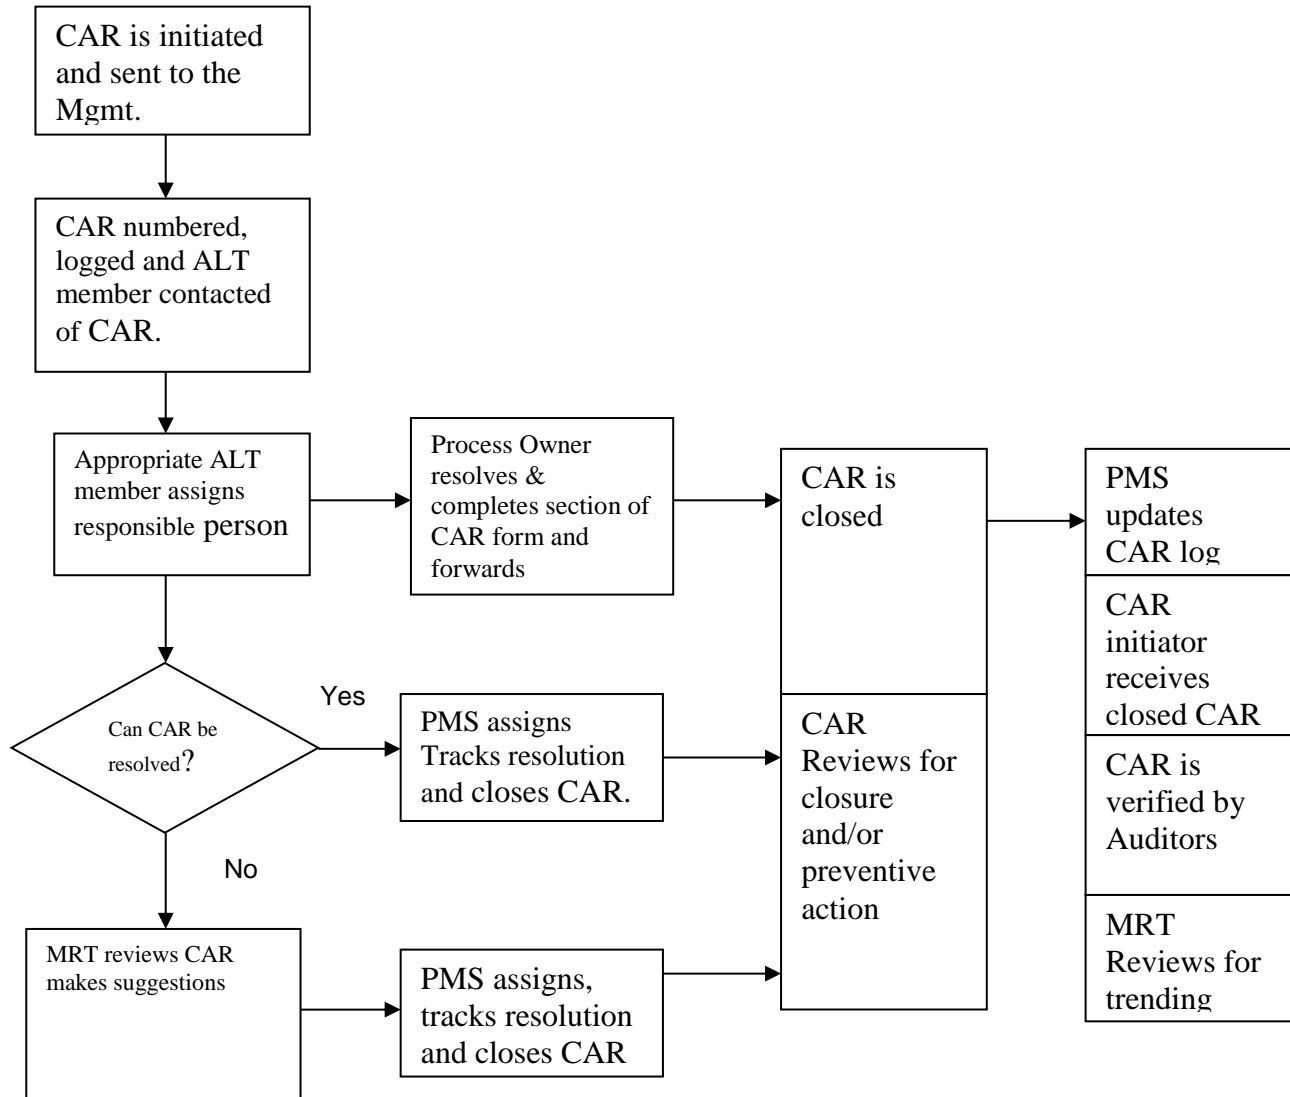 CAR is initiated
and sent to the
Mgmt.
CAR numbered,
logged and ALT
member contacted
of CAR.
Appropriate ALT
member assigns
responsible person
Process Owner
resolves &
completes section of
CAR form and
forwards
CAR is
closed
PMS
updates
CAR log
CAR
initiator
receives
closed CAR
Can CAR be
resolved?
Yes
PMS assigns
Tracks resolution
and closes CAR.
CAR
Reviews for
closure
and/or
preventive
action
CAR is
verified by
Auditors
No
MRT reviews CAR
makes suggestions
PMS assigns,
tracks resolution
and closes CAR
MRT
Reviews for
trending